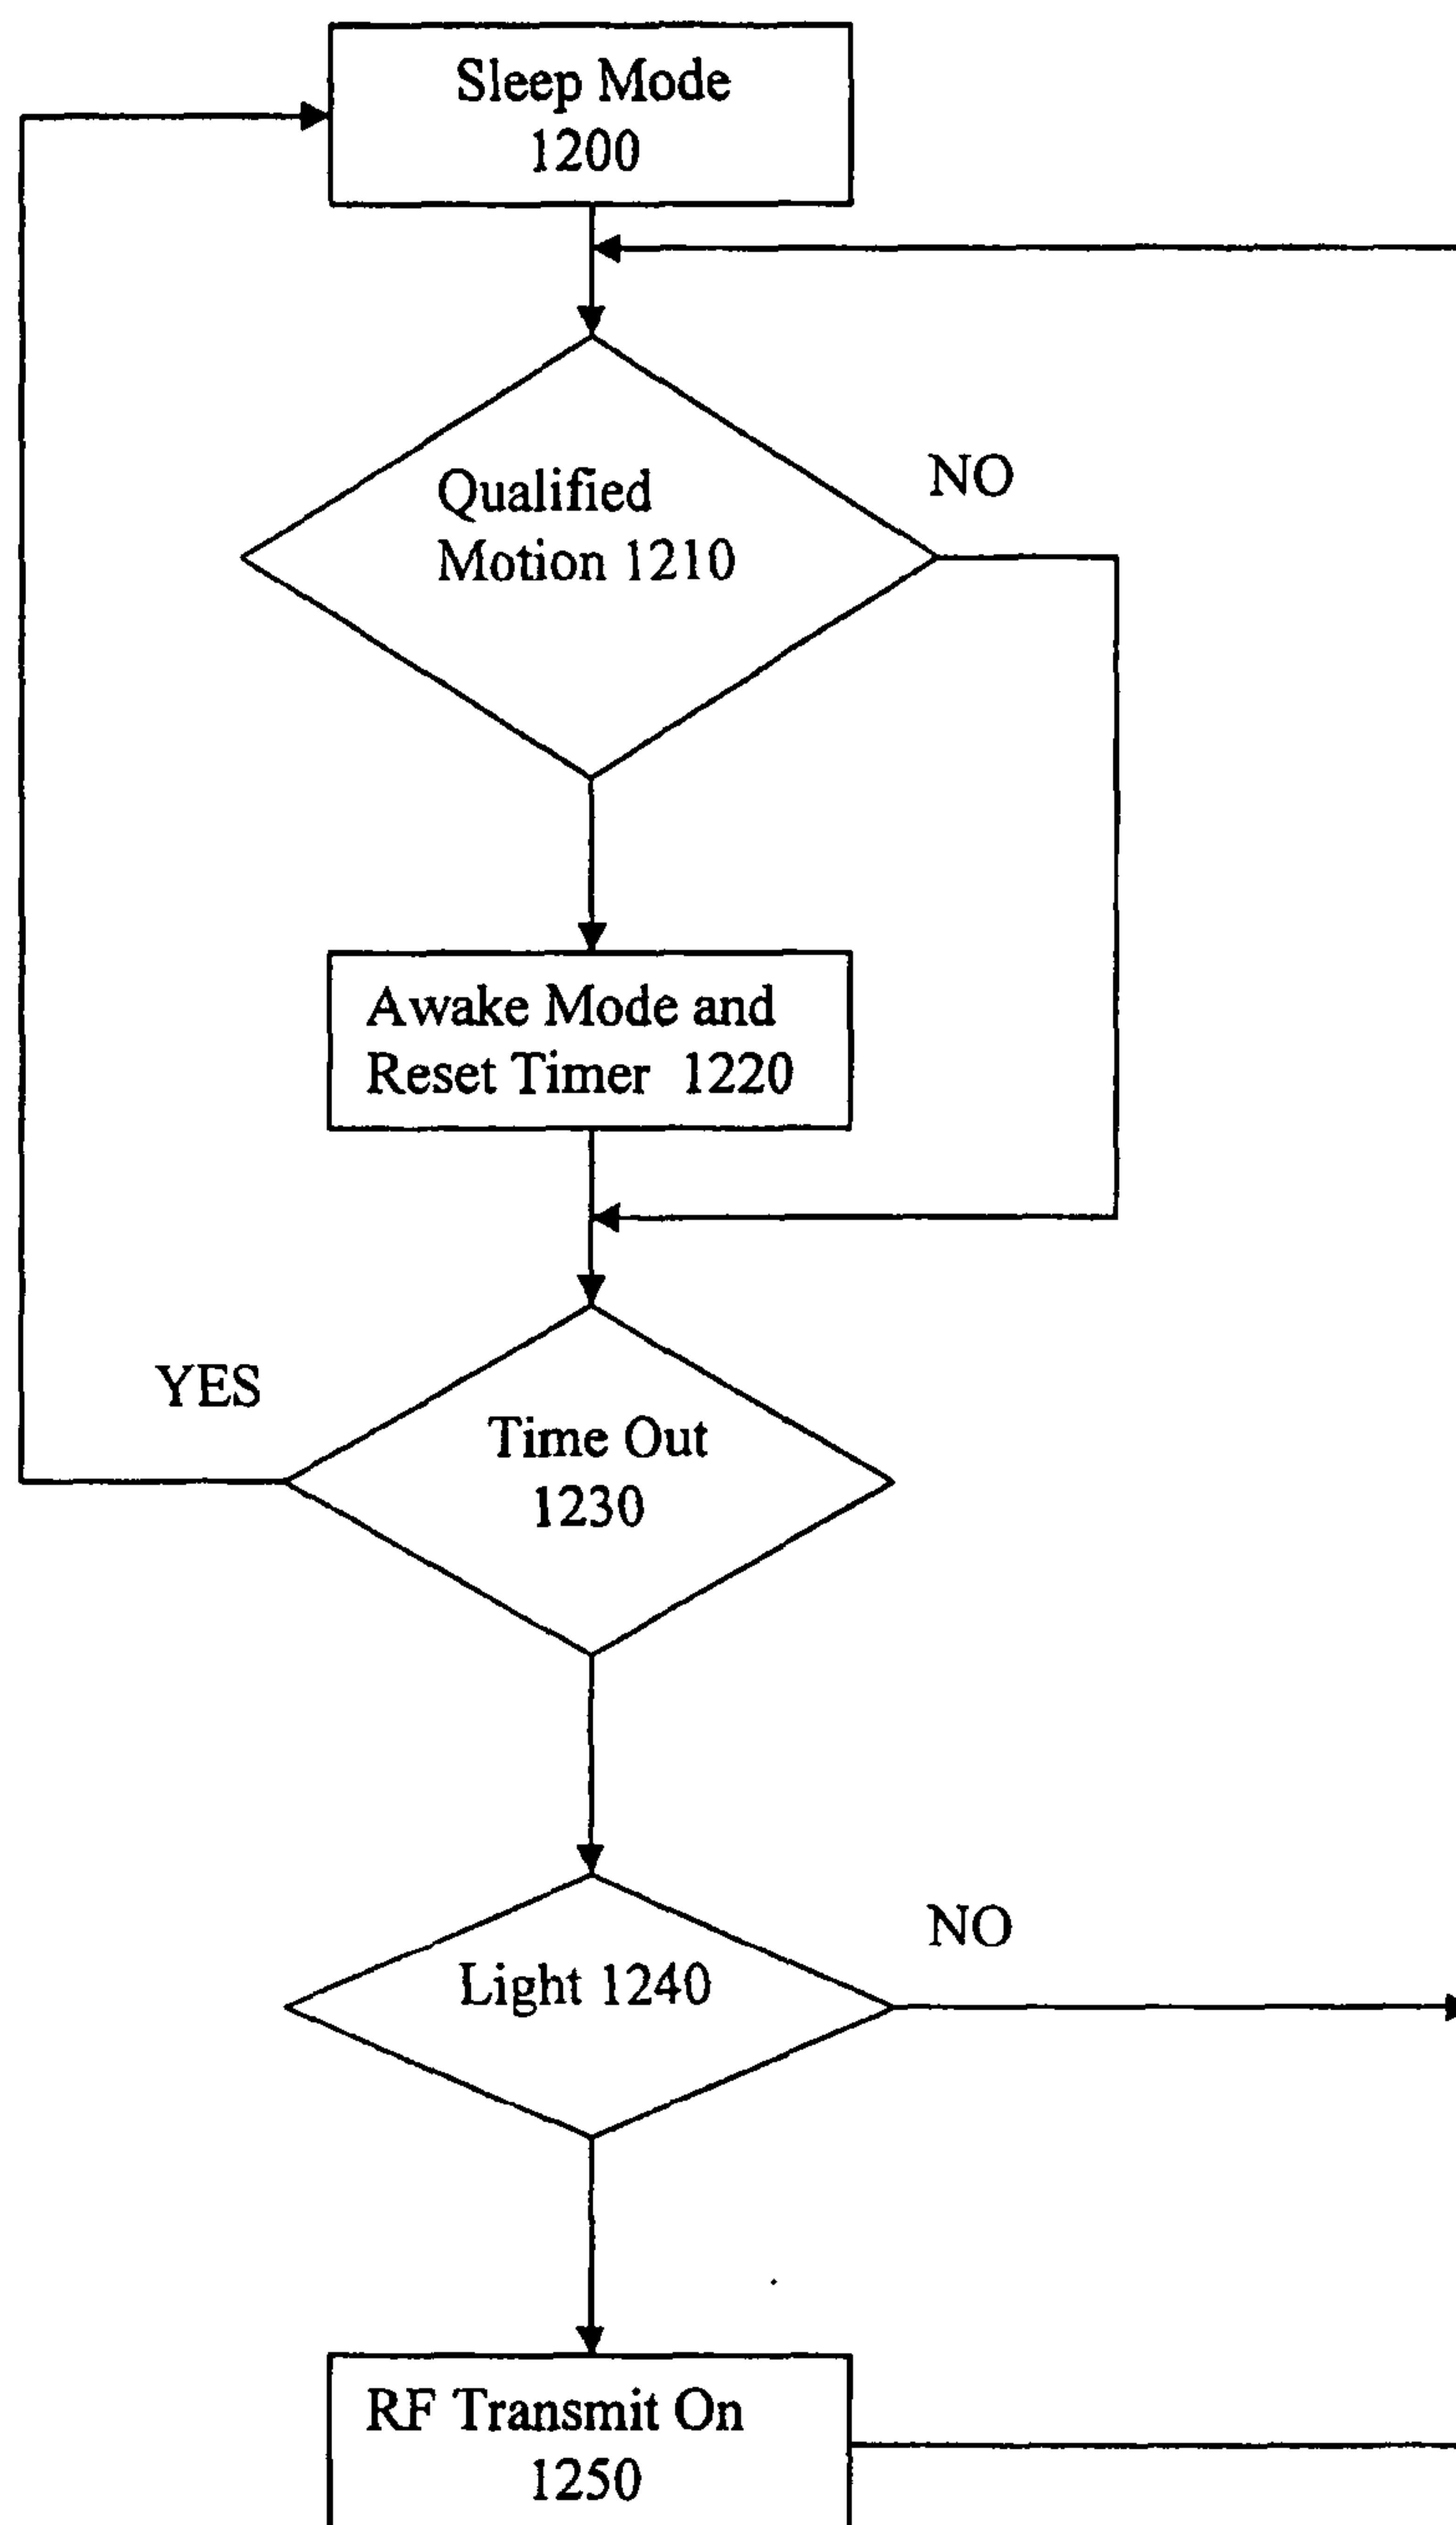 Sleep Mode
1200
Qualified
Motion 1210
NO
Awake Mode and
Reset Timer 1220
YES
Time Out
1230
Light 1240
NO
RF Transmit On
1250